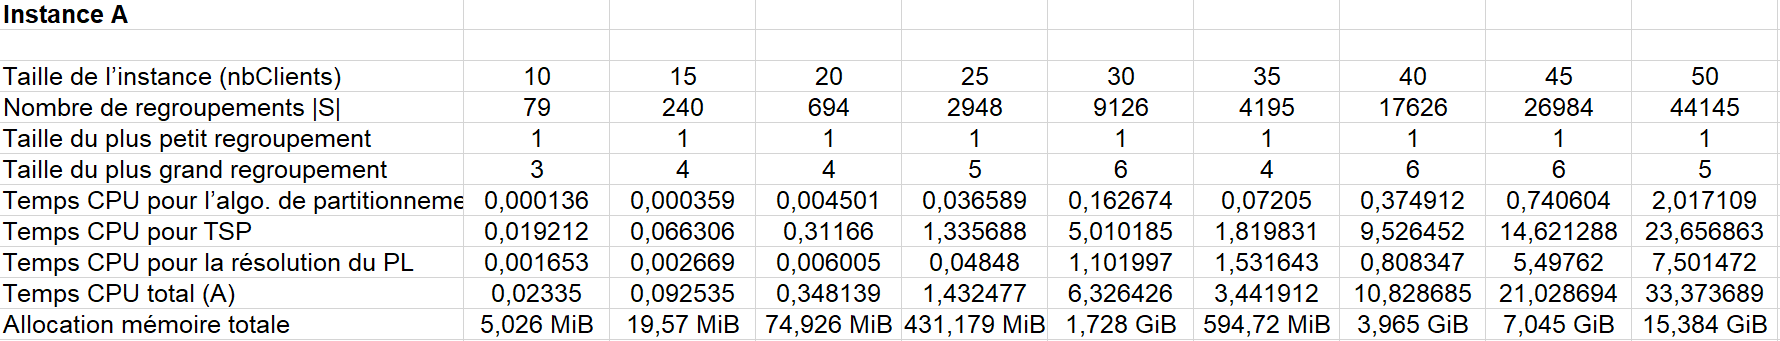 Instance A
Taille de l’instance (nbClients) 10 15 20 25 30 35 40 45 50
Nombre de regroupements |S| 79 240 694 2948 9126 4195 17626 26984 44145
Taille du plus petit regroupement 1 1 1 1 1 1 1 1 1
Taille du plus grand regroupement 3 4 4 5 6 4 6 6 5
Temps CPU pour l’algo. de partitionneme 0,000136 0,000359 0,004501 0,036589 0,162674 0,07205 0,374912 0,740604 2,017109
Temps CPU pour TSP 0,019212 0,066306 0,31166 1,335688 5,010185 1,819831 9,526452 14,621288 23,656863
Temps CPU pour la résolution du PL 0,001653 0,002669 0,006005 0,04848 1,101997 1,531643 0,808347 5,49762 7,501472
Temps CPU total (A) 0,02335 0,092535 0,348139 1,432477 6,326426 3,441912 10,828685 21,028694 33,373689
Allocation mémoire totale 5,026 MiB 19,57 MiB 74,926 MiB 431,179 MiB 1,728 GiB 594,72 MiB 3,965 GiB 7,045 GiB 15,384 GiB